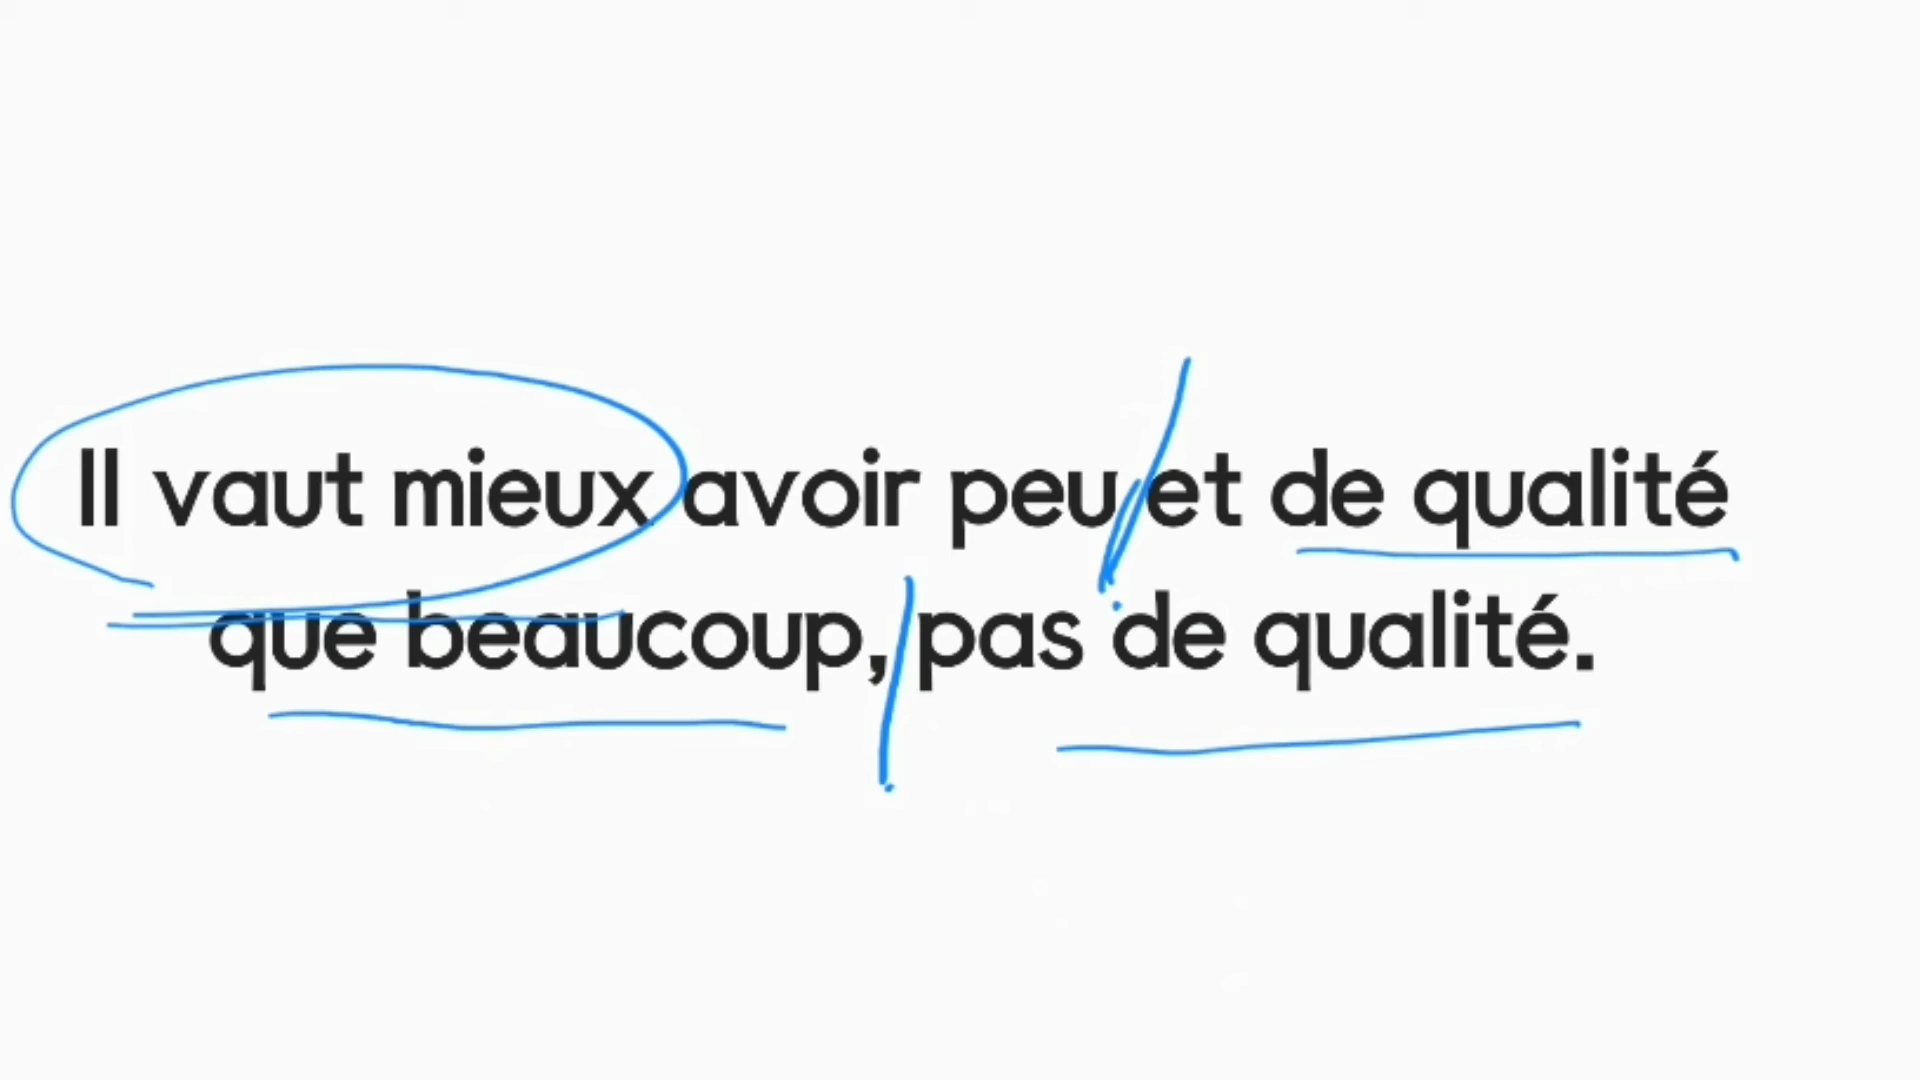 Il vaut mieux avoir peu et de qualité
que beaucoup, pas de qualité.